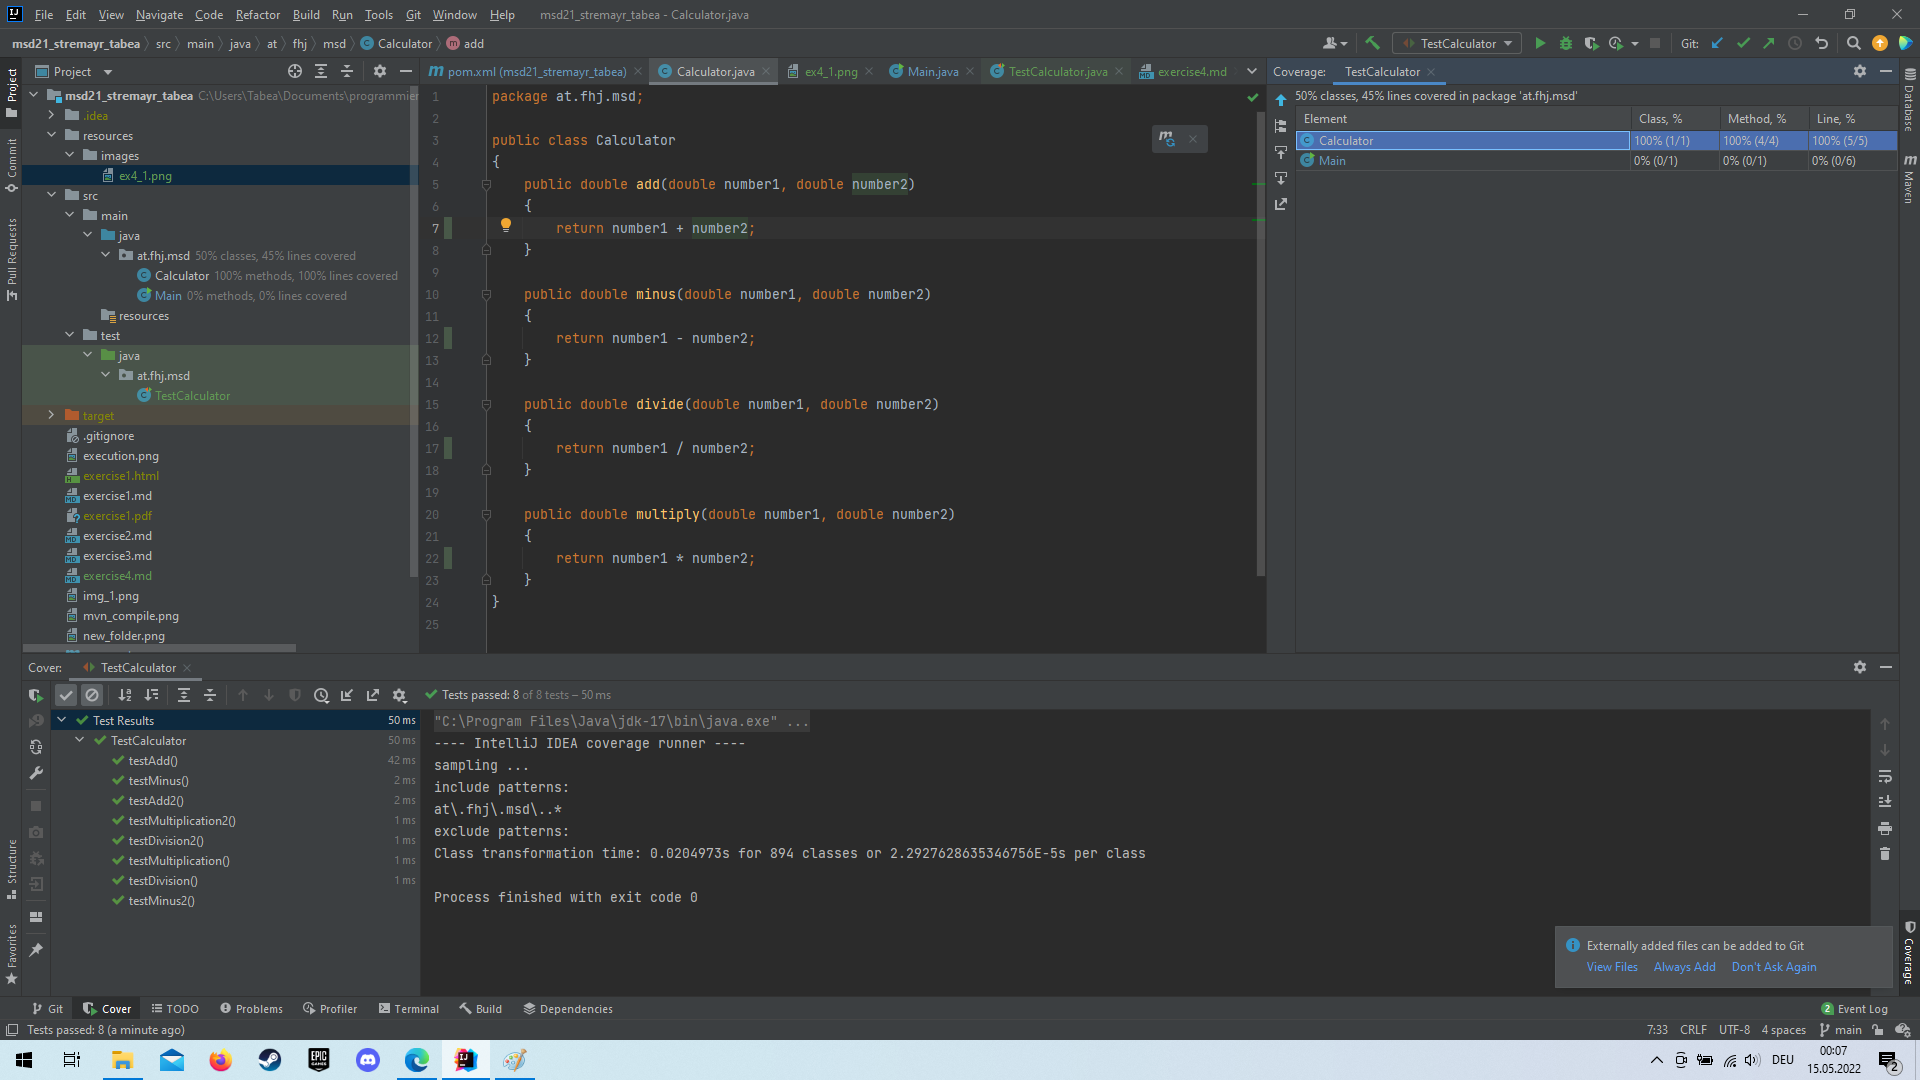 File Edit View Navigate Code Refactor Build Run Tools Git Window Help msd21_stremayr_tabea - Calculator.java
msd21_stremayr_tabea src main java at fhj msd Calculator add
TestCalculator Git:
Project
pom.xml (msd21_stremayr_tabea) Calculator.java ex4_1.png Main.java TestCalculator.java exercise4.md
Coverage: TestCalculator
Project
Commit
Pull Requests
Structure
Favorites
msd21_stremayr_tabea C:\Users\Tabea\Documents\programmier
.idea
resources
images
ex4_1.png
src
main
java
at.fhj.msd 50% classes, 45% lines covered
Calculator 100% methods, 100% lines covered
Main 0% methods, 0% lines covered
resources
test
java
at.fhj.msd
TestCalculator
target
.gitignore
execution.png
exercise1.html
exercise1.md
exercise1.pdf
exercise2.md
exercise3.md
exercise4.md
img_1.png
mvn_compile.png
new_folder.png
1 package at.fhj.msd;
2
3 public class Calculator
4 {
5 public double add(double number1, double number2)
6 {
7 return number1 + number2;
8 }
9
10 public double minus(double number1, double number2)
11 {
12 return number1 - number2;
13 }
14
15 public double divide(double number1, double number2)
16 {
17 return number1 / number2;
18 }
19
20 public double multiply(double number1, double number2)
21 {
22 return number1 * number2;
23 }
24 }
25
50% classes, 45% lines covered in package 'at.fhj.msd'
Element Class, % Method, % Line, %
Calculator 100% (1/1) 100% (4/4) 100% (5/5)
Main 0% (0/1) 0% (0/1) 0% (0/6)
Database
Maven
Coverage
Cover: TestCalculator
Tests passed: 8 of 8 tests – 50 ms
Test Results 50 ms
TestCalculator 50 ms
testAdd() 42 ms
testMinus() 2 ms
testAdd2() 2 ms
testMultiplication2() 1 ms
testDivision2() 1 ms
testMultiplication() 1 ms
testDivision() 1 ms
testMinus2()
"C:\Program Files\Java\jdk-17\bin\java.exe" ...
---- IntelliJ IDEA coverage runner ----
sampling ...
include patterns:
at\.fhj\.msd\..*
exclude patterns:
Class transformation time: 0.0204973s for 894 classes or 2.2927628635346756E-5s per class
Process finished with exit code 0
Externally added files can be added to Git
View Files Always Add Don't Ask Again
Git Cover TODO Problems Profiler Terminal Build Dependencies 2 Event Log
Tests passed: 8 (a minute ago) 7:33 CRLF UTF-8 4 spaces main
EPIC GAMES
DEU
00:07
15.05.2022
2